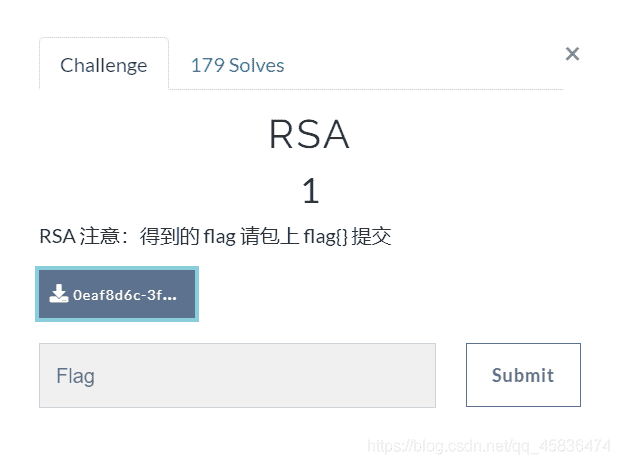 Challenge
179 Solves
×
RSA
1
RSA 注意：得到的 flag 请包上 flag{} 提交
0eaf8d6c-3f...
Flag
Submit
https://blog.csdn.net/qq_45836474